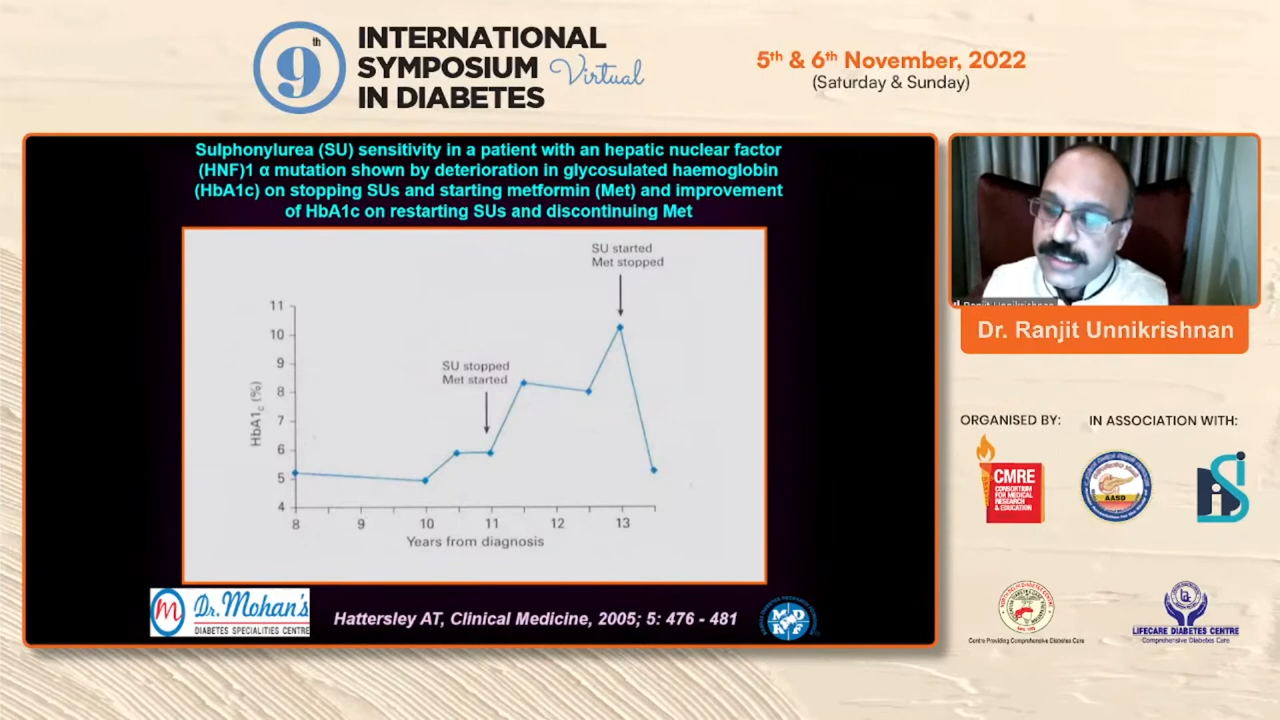 9th
INTERNATIONAL
SYMPOSIUM Virtual
IN DIABETES
5th & 6th November, 2022
(Saturday & Sunday)
Sulphonylurea (SU) sensitivity in a patient with an hepatic nuclear factor
(HNF)1 α mutation shown by deterioration in glycosulated haemoglobin
(HbA1c) on stopping SUs and starting metformin (Met) and improvement
of HbA1c on restarting SUs and discontinuing Met
SU started
Met stopped
SU stopped
Met started
HbA1c (%)
11
10
9
8
7
6
5
4
8 9 10 11 12 13
Years from diagnosis
Dr. Mohan's
DIABETES SPECIALITIES CENTRE
Hattersley AT, Clinical Medicine, 2005; 5: 476 - 481
MDRF
Ranjit Unnikrishnan
Dr. Ranjit Unnikrishnan
ORGANISED BY:
IN ASSOCIATION WITH:
CMRE
CONSORTIUM
FOR MEDICAL
RESEARCH
& EDUCATION
AASD
Centre Providing Comprehensive Diabetes Care
LIFECARE DIABETES CENTRE
Comprehensive Diabetes Care